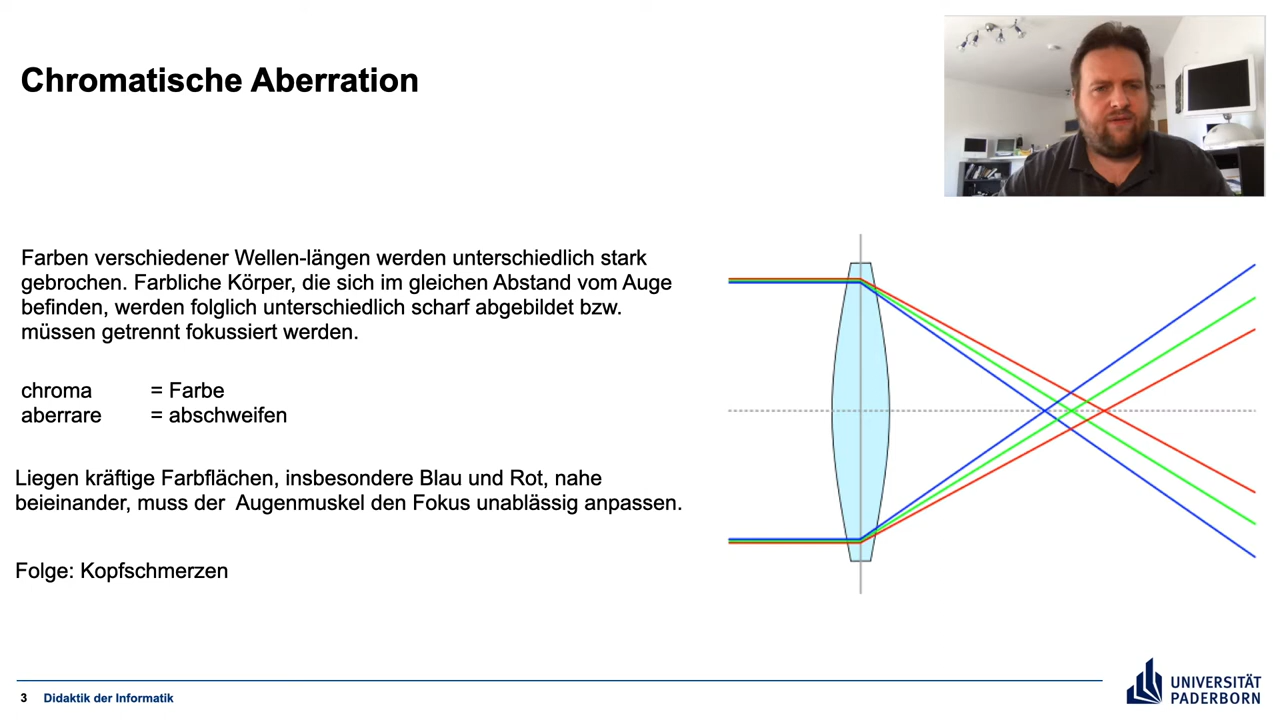 Chromatische Aberration
Farben verschiedener Wellen-längen werden unterschiedlich stark
gebrochen. Farbliche Körper, die sich im gleichen Abstand vom Auge
befinden, werden folglich unterschiedlich scharf abgebildet bzw.
müssen getrennt fokussiert werden.
chroma = Farbe
aberrare = abschweifen
Liegen kräftige Farbflächen, insbesondere Blau und Rot, nahe
beieinander, muss der  Augenmuskel den Fokus unablässig anpassen.
Folge: Kopfschmerzen
3 Didaktik der Informatik
UNIVERSITÄT
PADERBORN